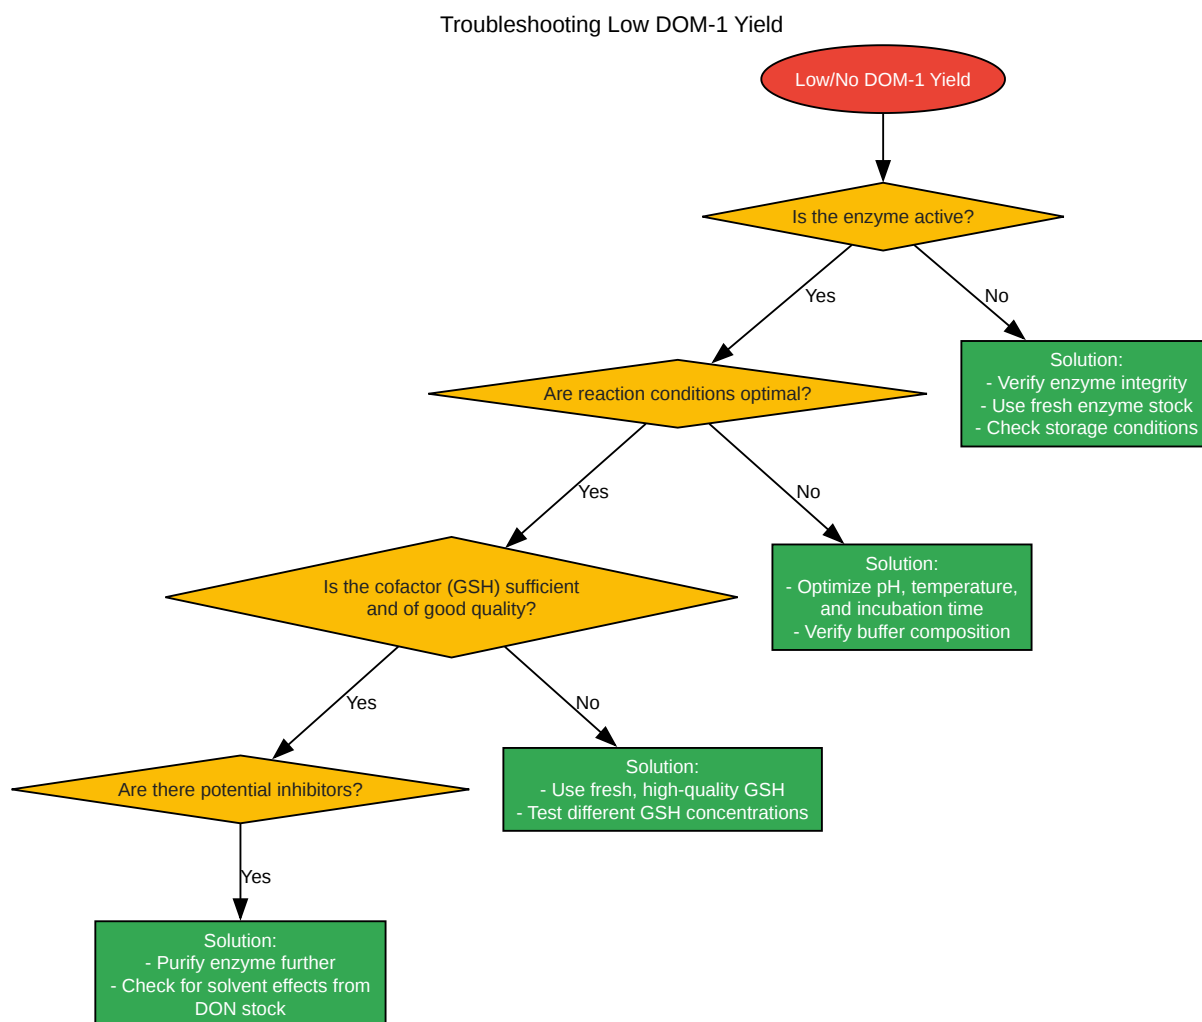 Troubleshooting Low DOM-1 Yield
Low/No DOM-1 Yield
Is the enzyme active?
Yes
No
Solution:
- Verify enzyme integrity
- Use fresh enzyme stock
- Check storage conditions
Are reaction conditions optimal?
Yes
No
Solution:
- Optimize pH, temperature,
and incubation time
- Verify buffer composition
Is the cofactor (GSH) sufficient
and of good quality?
Yes
No
Solution:
- Use fresh, high-quality GSH
- Test different GSH concentrations
Are there potential inhibitors?
Yes
Solution:
- Purify enzyme further
- Check for solvent effects from
DON stock